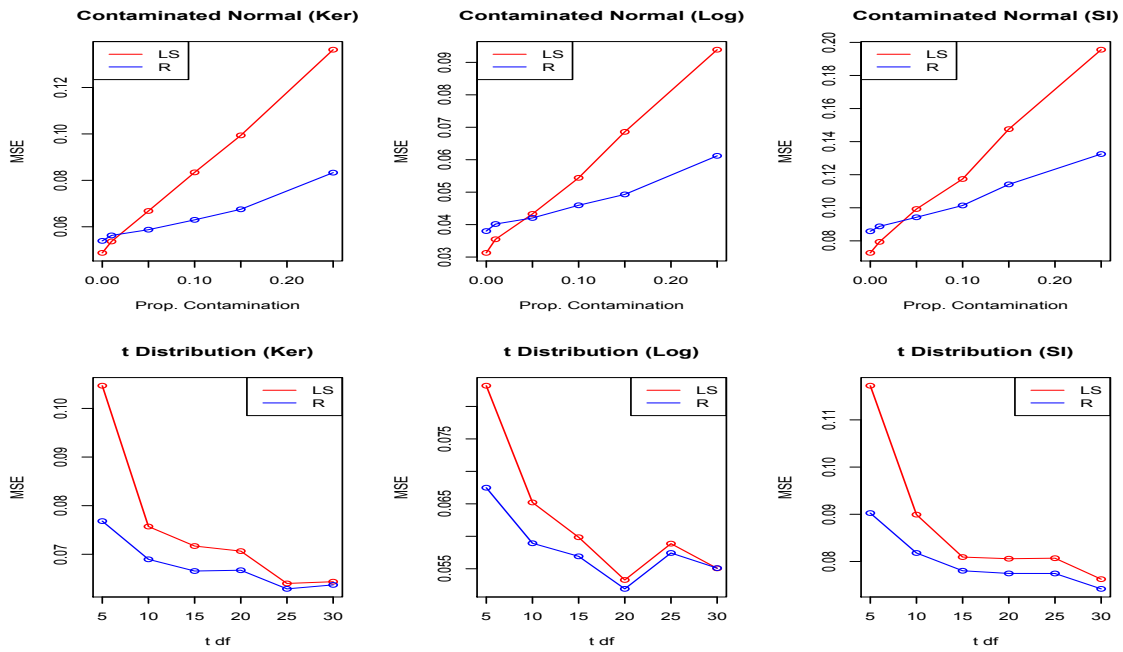 Contaminated Normal (Ker)
LS
R
MSE
0.06
0.08
0.10
0.12
0.00
0.10
0.20
Prop. Contamination
Contaminated Normal (Log)
LS
R
MSE
0.03
0.04
0.05
0.06
0.07
0.08
0.09
0.00
0.10
0.20
Prop. Contamination
Contaminated Normal (SI)
LS
R
MSE
0.08
0.10
0.12
0.14
0.16
0.18
0.20
0.00
0.10
0.20
Prop. Contamination
t Distribution (Ker)
LS
R
MSE
0.07
0.08
0.09
0.10
5
10
15
20
25
30
t df
t Distribution (Log)
LS
R
MSE
0.055
0.065
0.075
5
10
15
20
25
30
t df
t Distribution (SI)
LS
R
MSE
0.08
0.09
0.10
0.11
5
10
15
20
25
30
t df